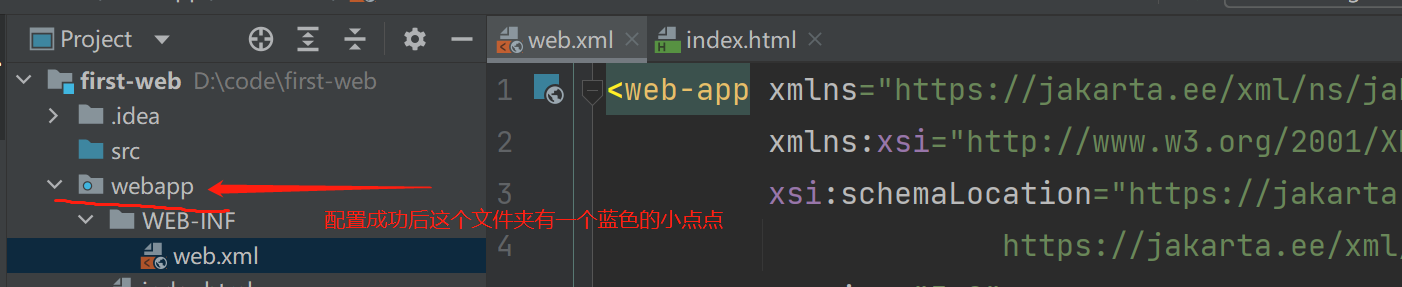 Project
web.xml
index.html
first-web D:\code\first-web
.idea
src
webapp
WEB-INF
web.xml
1 <web-app xmlns="https://jakarta.ee/xml/ns/ja
2 xmlns:xsi="http://www.w3.org/2001/X
3 xsi:schemaLocation="https://jakarta
4 https://jakarta.ee/xml/
配置成功后这个文件夹有一个蓝色的小点点